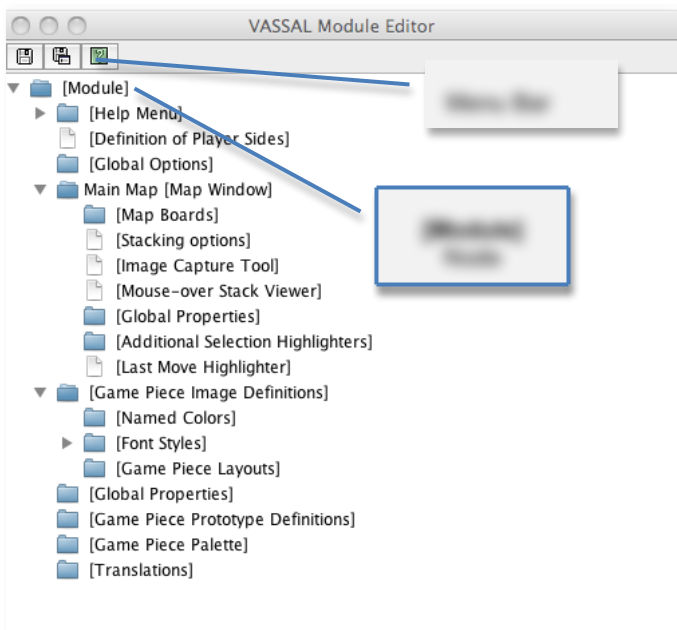 VASSAL Module Editor
[Module]
[Help Menu]
[Definition of Player Sides]
[Global Options]
Main Map [Map Window]
[Map Boards]
[Stacking options]
[Image Capture Tool]
[Mouse-over Stack Viewer]
[Global Properties]
[Additional Selection Highlighters]
[Last Move Highlighter]
[Game Piece Image Definitions]
[Named Colors]
[Font Styles]
[Game Piece Layouts]
[Global Properties]
[Game Piece Prototype Definitions]
[Game Piece Palette]
[Translations]